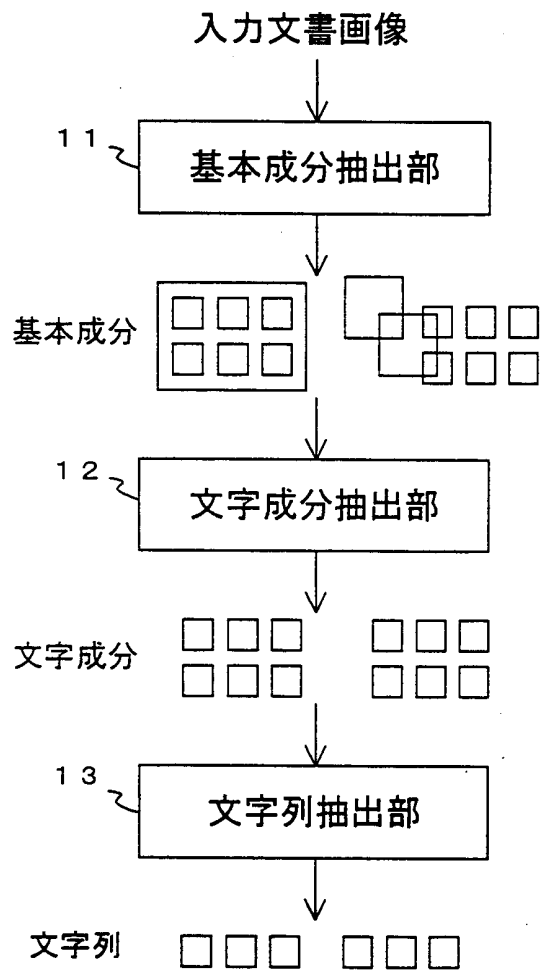 入力文書画像
11
基本成分抽出部
基本成分
12
文字成分抽出部
文字成分
13
文字列抽出部
文字列